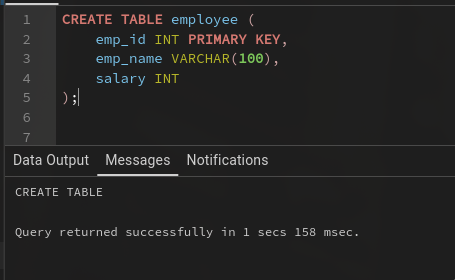 1 CREATE TABLE employee (
2     emp_id INT PRIMARY KEY,
3     emp_name VARCHAR(100),
4     salary INT
5 );
6
7
Data Output Messages Notifications
CREATE TABLE
Query returned successfully in 1 secs 158 msec.